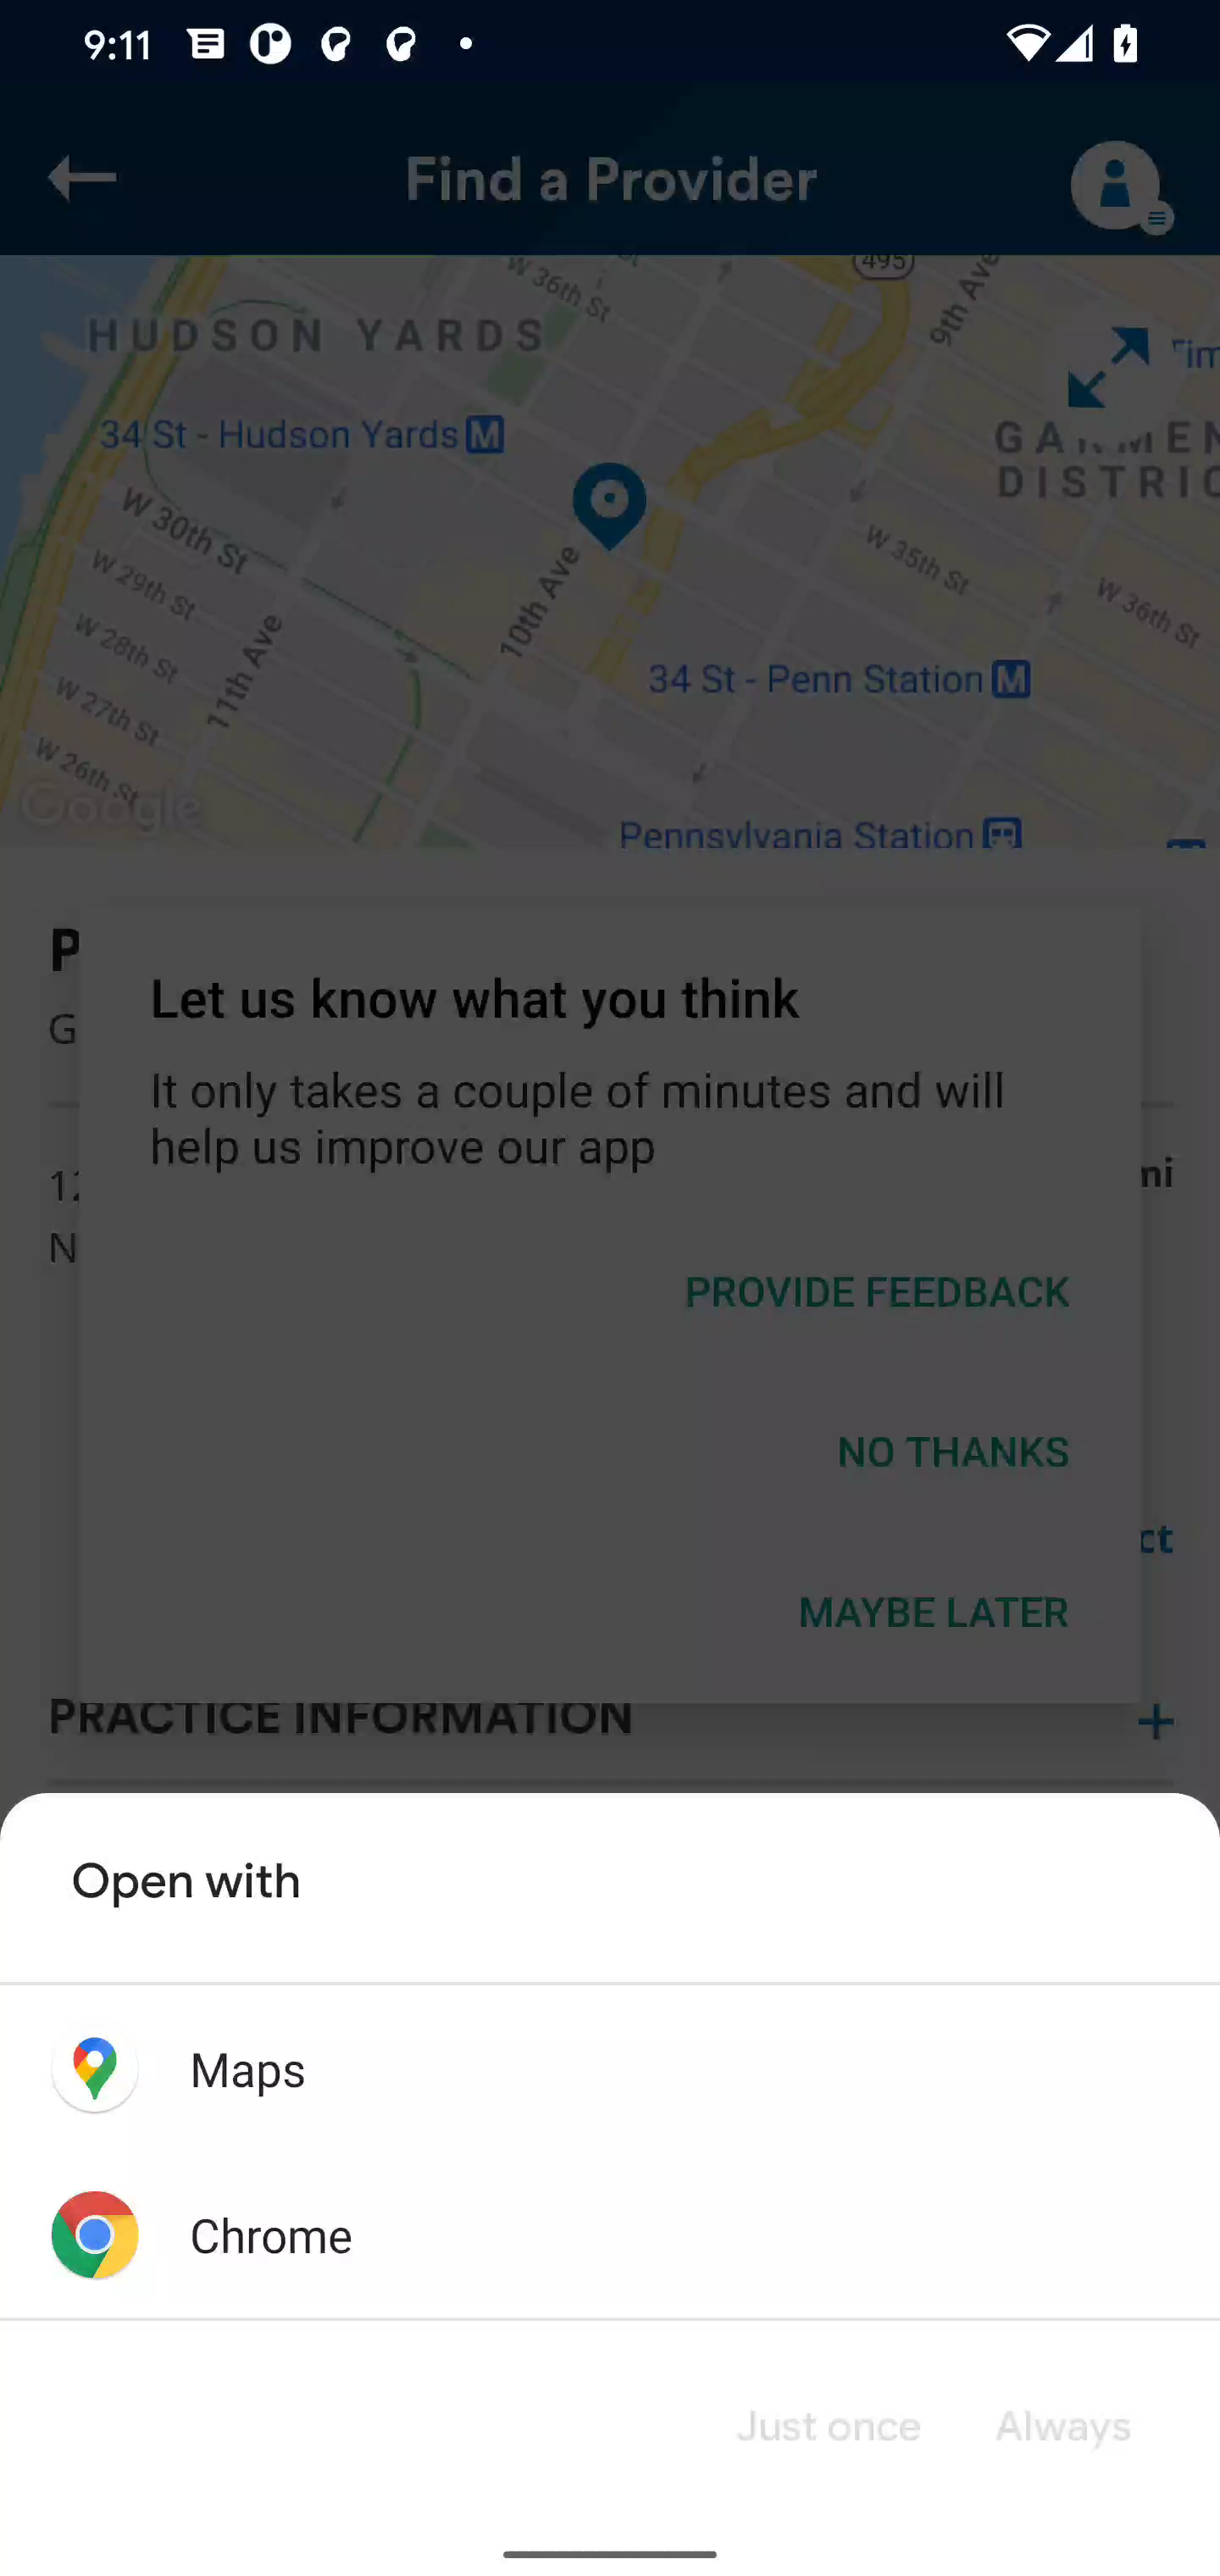 9:11
Find a Provider
495
W 36th St
9th Ave
HUDSON YARDS
34 St - Hudson Yards M
W 30th St
W 29th St
W 28th St
W 27th St
W 26th St
11th Ave
10th Ave
W 35th St
W 36th St
34 St - Penn Station M
Google
Pennsylvania Station
P
G
Let us know what you think
It only takes a couple of minutes and will
help us improve our app
12
mi
N
PROVIDE FEEDBACK
NO THANKS
ct
MAYBE LATER
PRACTICE INFORMATION
Open with
Maps
Chrome
Just once
Always